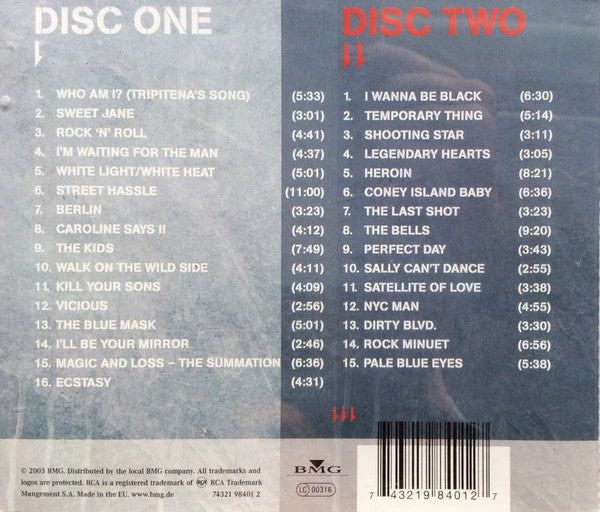 DISC ONE
1. WHO AM I? (TRIPITENA'S SONG) (5:33)
2. SWEET JANE (3:01)
3. ROCK 'N' ROLL (4:41)
4. I'M WAITING FOR THE MAN (4:37)
5. WHITE LIGHT/WHITE HEAT (5:01)
6. STREET HASSLE (11:00)
7. BERLIN (3:23)
8. CAROLINE SAYS II (4:12)
9. THE KIDS (7:49)
10. WALK ON THE WILD SIDE (4:11)
11. KILL YOUR SONS (4:09)
12. VICIOUS (2:56)
13. THE BLUE MASK (5:01)
14. I'LL BE YOUR MIRROR (2:46)
15. MAGIC AND LOSS – THE SUMMATION (6:36)
16. ECSTASY (4:31)
DISC TWO
1. I WANNA BE BLACK (6:30)
2. TEMPORARY THING (5:14)
3. SHOOTING STAR (3:11)
4. LEGENDARY HEARTS (3:05)
5. HEROIN (8:21)
6. CONEY ISLAND BABY (6:36)
7. THE LAST SHOT (3:23)
8. THE BELLS (9:20)
9. PERFECT DAY (3:43)
10. SALLY CAN'T DANCE (2:55)
11. SATELLITE OF LOVE (3:38)
12. NYC MAN (4:55)
13. DIRTY BLVD. (3:30)
14. ROCK MINUET (6:56)
15. PALE BLUE EYES (5:38)
© 2003 BMG. Distributed by the local BMG company. All trademarks and
logos are protected. RCA is a registered trademark of RCA RCA Trademark
Mangement S.A. Made in the EU. www.bmg.de 74321 98401 2
BMG
LC 00316
7 43219 84012 7